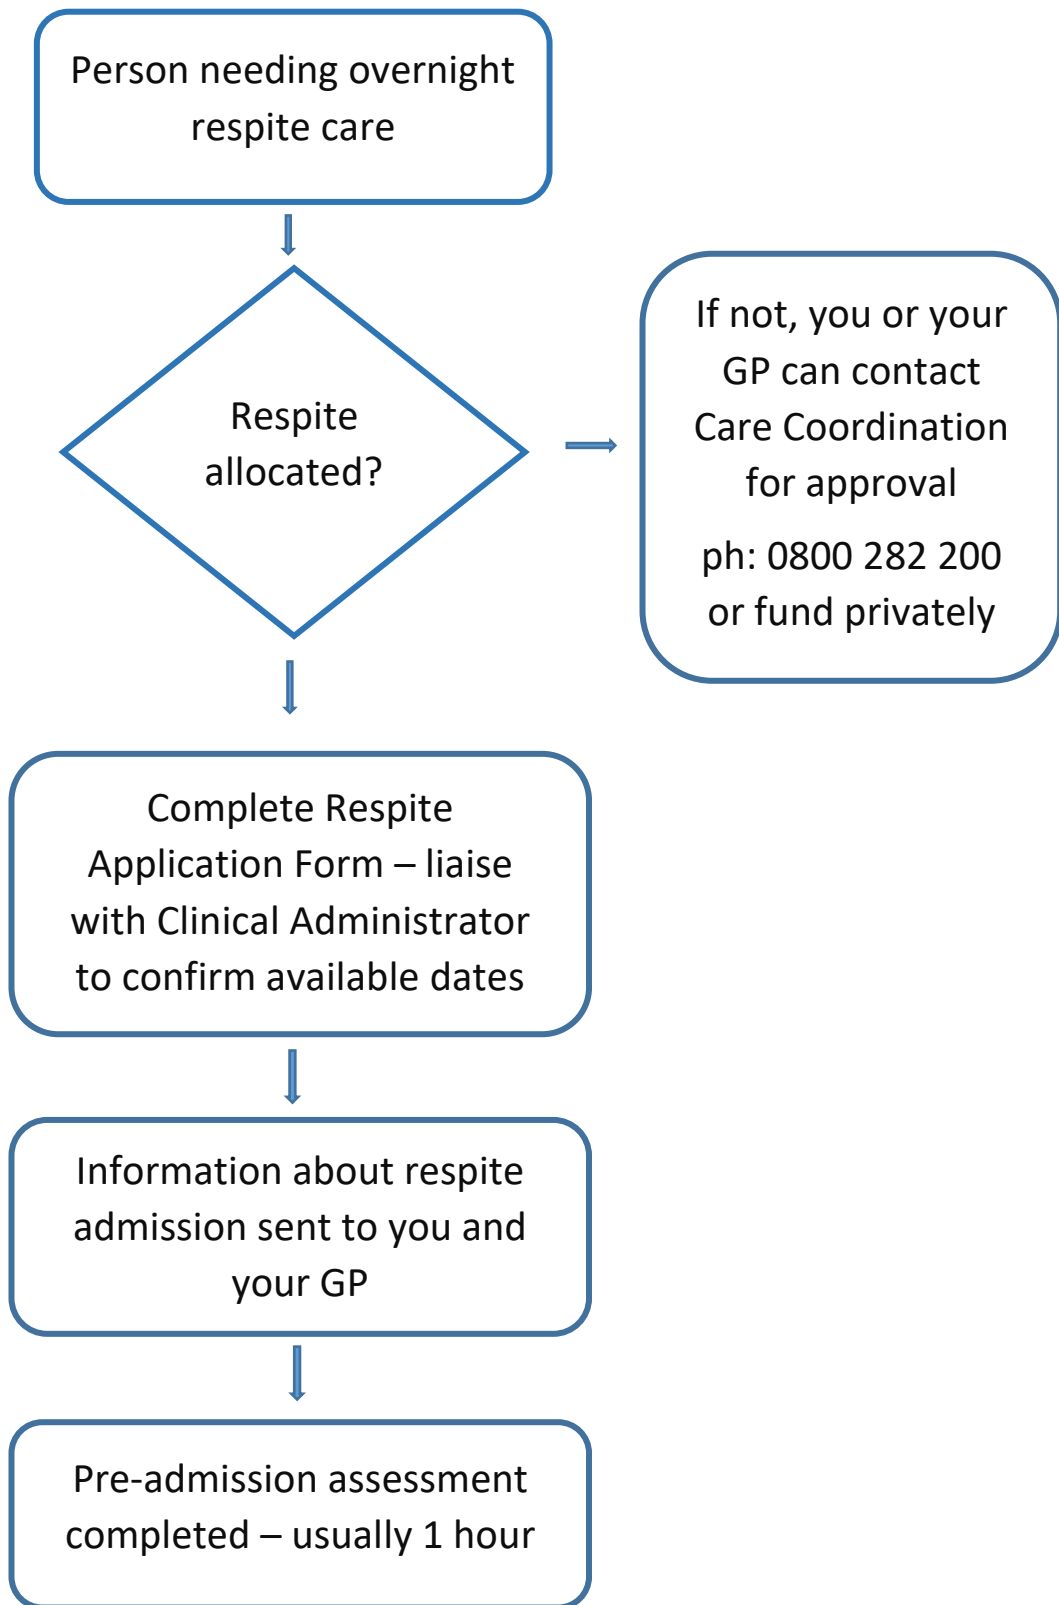 Person needing overnight
respite care
Respite
allocated?
If not, you or your
GP can contact
Care Coordination
for approval
ph: 0800 282 200
or fund privately
Complete Respite
Application Form – liaise
with Clinical Administrator
to confirm available dates
Information about respite
admission sent to you and
your GP
Pre-admission assessment
completed – usually 1 hour